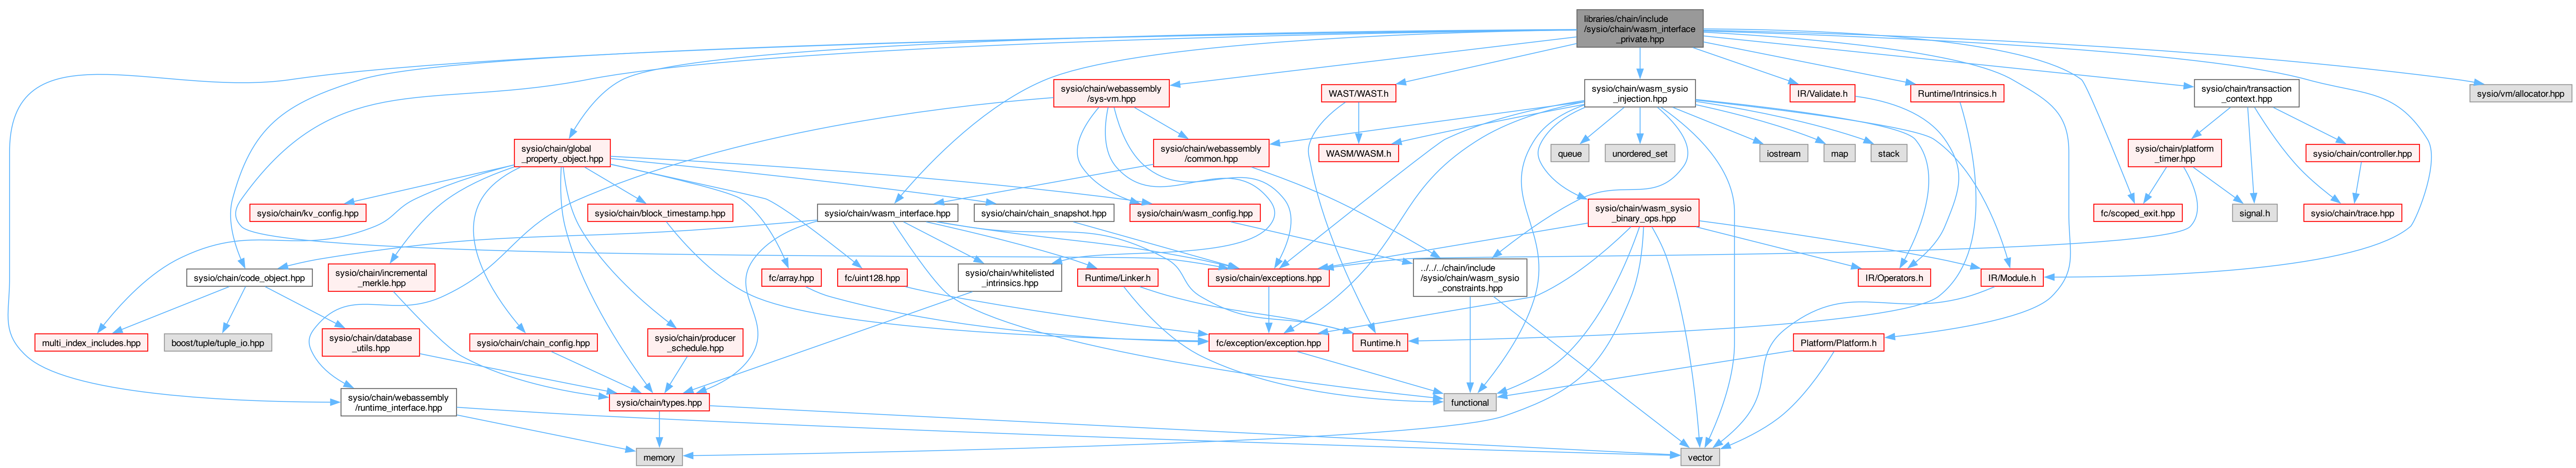 libraries/chain/include
/sysio/chain/wasm_interface
_private.hpp
sysio/chain/webassembly
/sys-vm.hpp
WAST/WAST.h
sysio/chain/wasm_sysio
_injection.hpp
IR/Validate.h
Runtime/Intrinsics.h
sysio/chain/transaction
_context.hpp
sysio/vm/allocator.hpp
sysio/chain/global
_property_object.hpp
sysio/chain/webassembly
/common.hpp
WASM/WASM.h
queue
unordered_set
iostream
map
stack
sysio/chain/platform
_timer.hpp
sysio/chain/controller.hpp
sysio/chain/kv_config.hpp
sysio/chain/block_timestamp.hpp
sysio/chain/wasm_interface.hpp
sysio/chain/chain_snapshot.hpp
sysio/chain/wasm_config.hpp
sysio/chain/wasm_sysio
_binary_ops.hpp
fc/scoped_exit.hpp
signal.h
sysio/chain/trace.hpp
sysio/chain/code_object.hpp
sysio/chain/incremental
_merkle.hpp
fc/array.hpp
fc/uint128.hpp
sysio/chain/whitelisted
_intrinsics.hpp
Runtime/Linker.h
sysio/chain/exceptions.hpp
../../../chain/include
/sysio/chain/wasm_sysio
_constraints.hpp
IR/Operators.h
IR/Module.h
multi_index_includes.hpp
boost/tuple/tuple_io.hpp
sysio/chain/database
_utils.hpp
sysio/chain/chain_config.hpp
sysio/chain/producer
_schedule.hpp
fc/exception/exception.hpp
Runtime.h
Platform/Platform.h
sysio/chain/webassembly
/runtime_interface.hpp
sysio/chain/types.hpp
functional
memory
vector